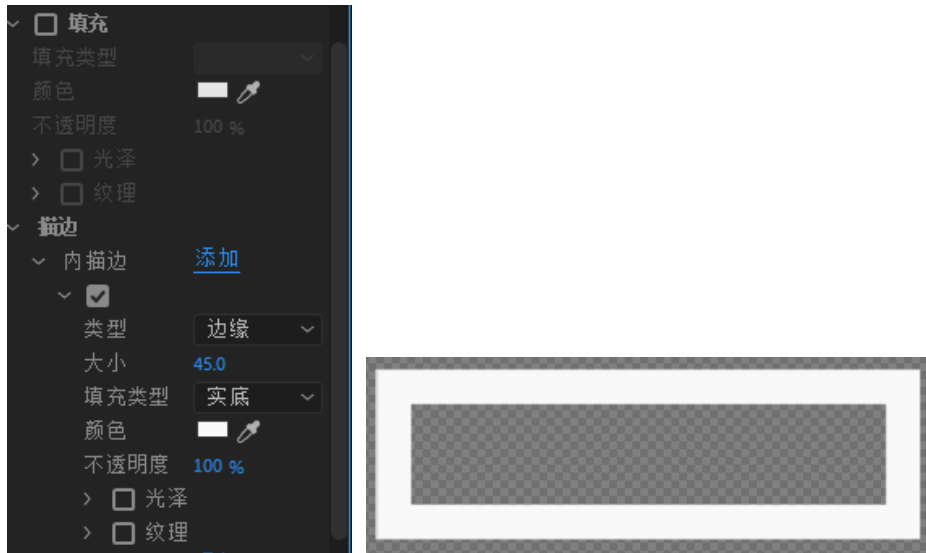 填充
填充类型
颜色
不透明度 100 %
光泽
纹理
描边
内描边 添加
类型 边缘
大小 45.0
填充类型 实底
颜色
不透明度 100 %
光泽
纹理